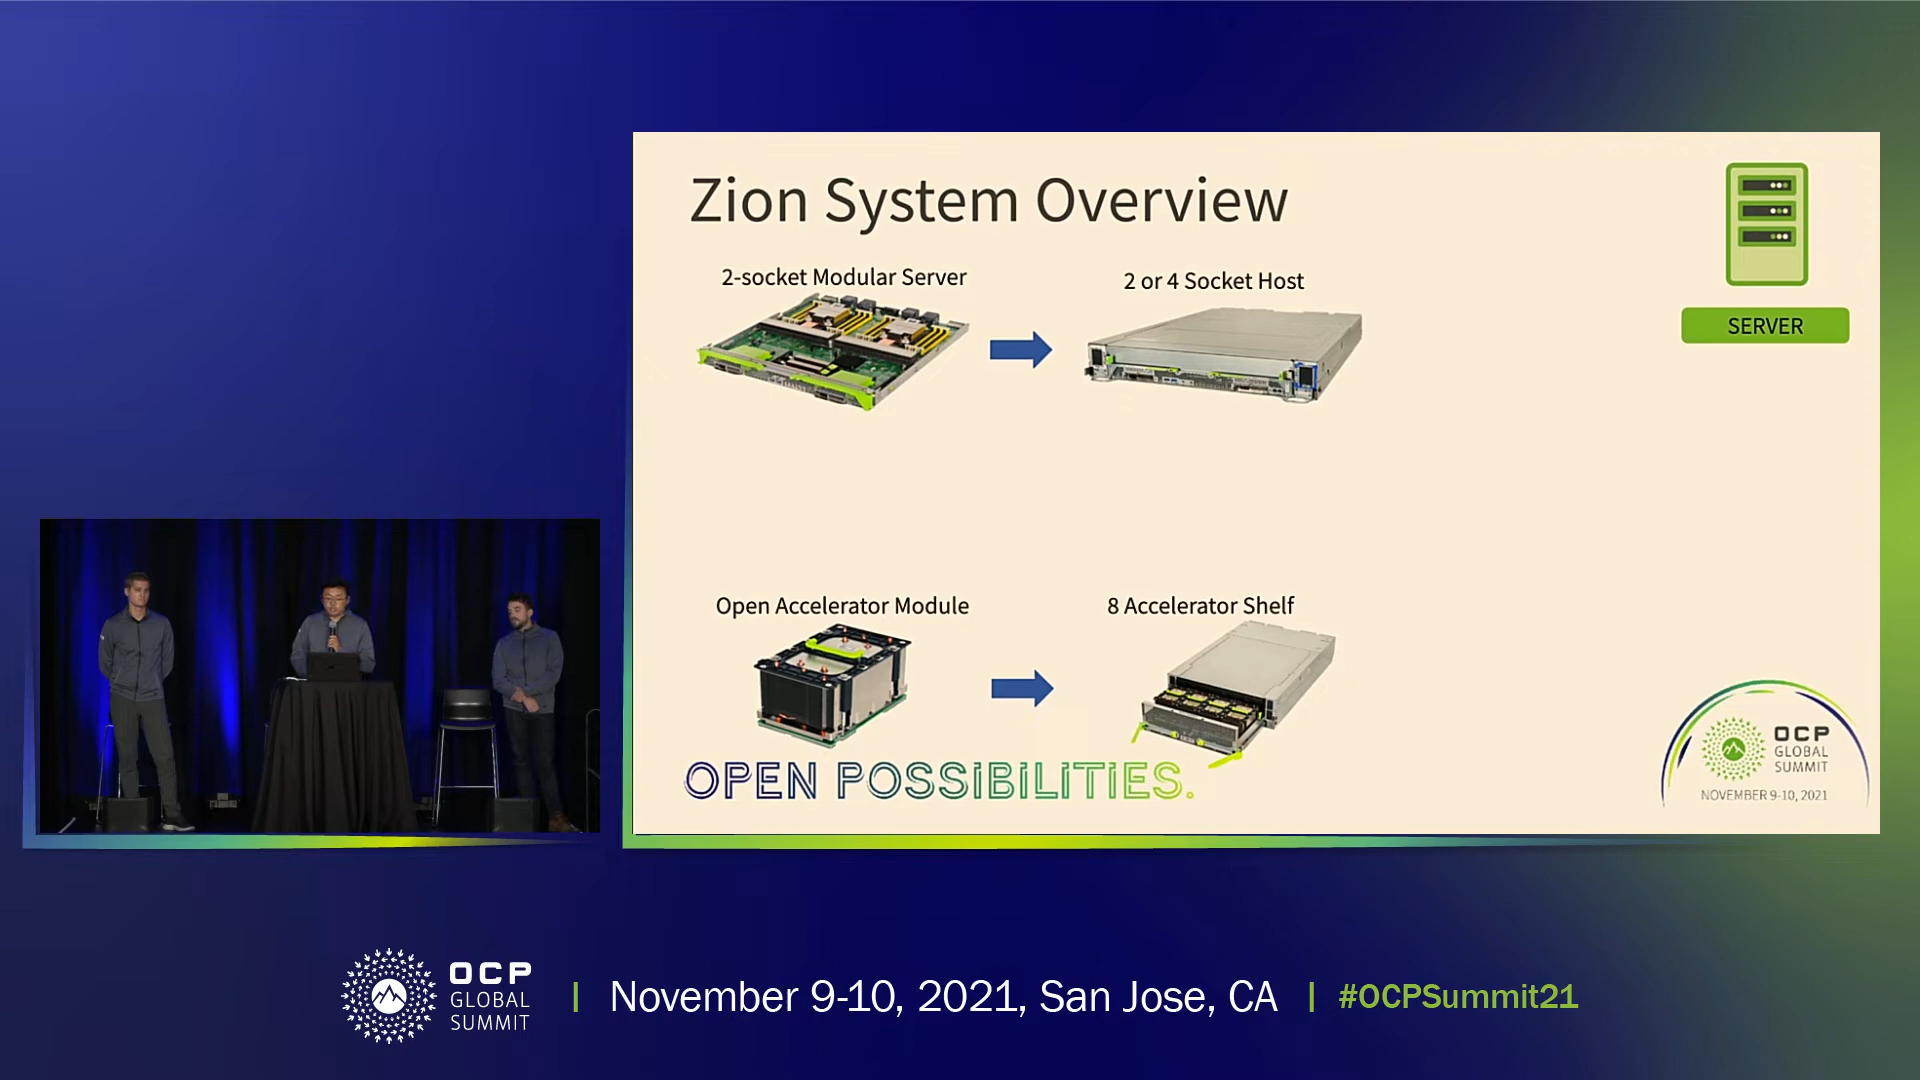 Zion System Overview
2-socket Modular Server
2 or 4 Socket Host
SERVER
Open Accelerator Module
8 Accelerator Shelf
OPEN POSSIBILITIES.
OCP
GLOBAL
SUMMIT
NOVEMBER 9-10, 2021
OCP
GLOBAL
SUMMIT
| November 9-10, 2021, San Jose, CA | #OCPSummit21